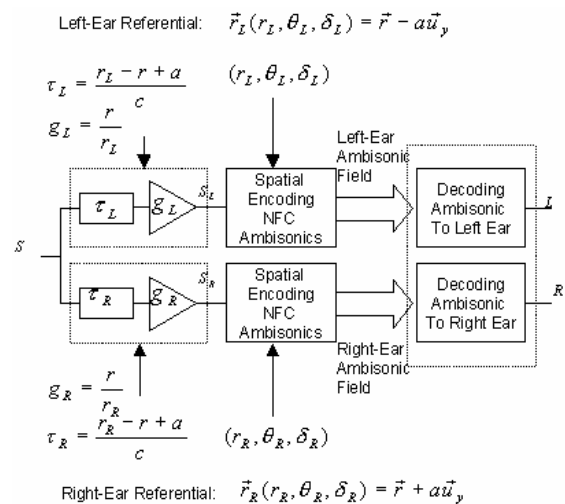 Left-Ear Referential: r⃗_L(r_L, θ_L, δ_L) = r⃗ − au⃗_y
τ_L = (r_L − r + a)/c
(r_L, θ_L, δ_L)
g_L = r/r_L
Left-Ear
Ambisonic
Field
τ_L
g_L
S_L
Spatial
Encoding
NFC
Ambisonics
Decoding
Ambisonic
To Left Ear
L
S
τ_R
g_R
S_R
Spatial
Encoding
NFC
Ambisonics
Decoding
Ambisonic
To Right Ear
R
Right-Ear
Ambisonic
Field
g_R = r/r_R
τ_R = (r_R − r + a)/c
(r_R, θ_R, δ_R)
Right-Ear Referential: r⃗_R(r_R, θ_R, δ_R) = r⃗ + au⃗_y